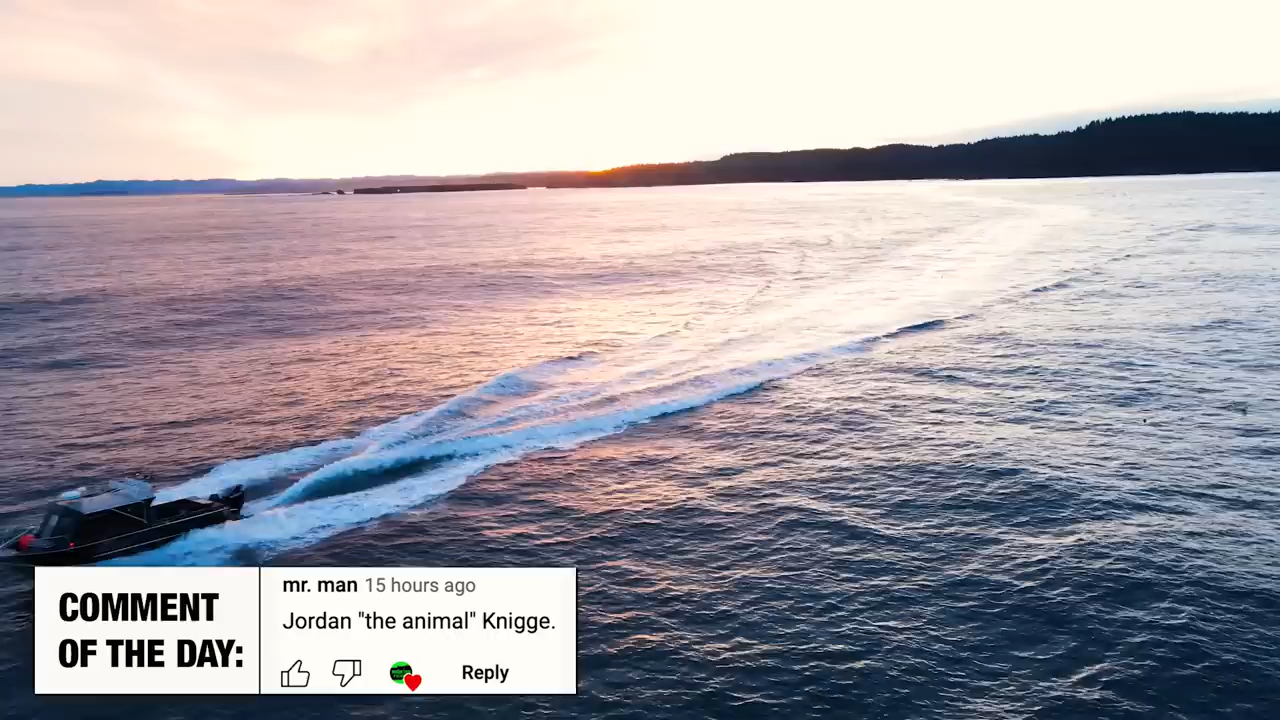 COMMENT
OF THE DAY:
mr. man 15 hours ago
Jordan "the animal" Knigge.
Reply